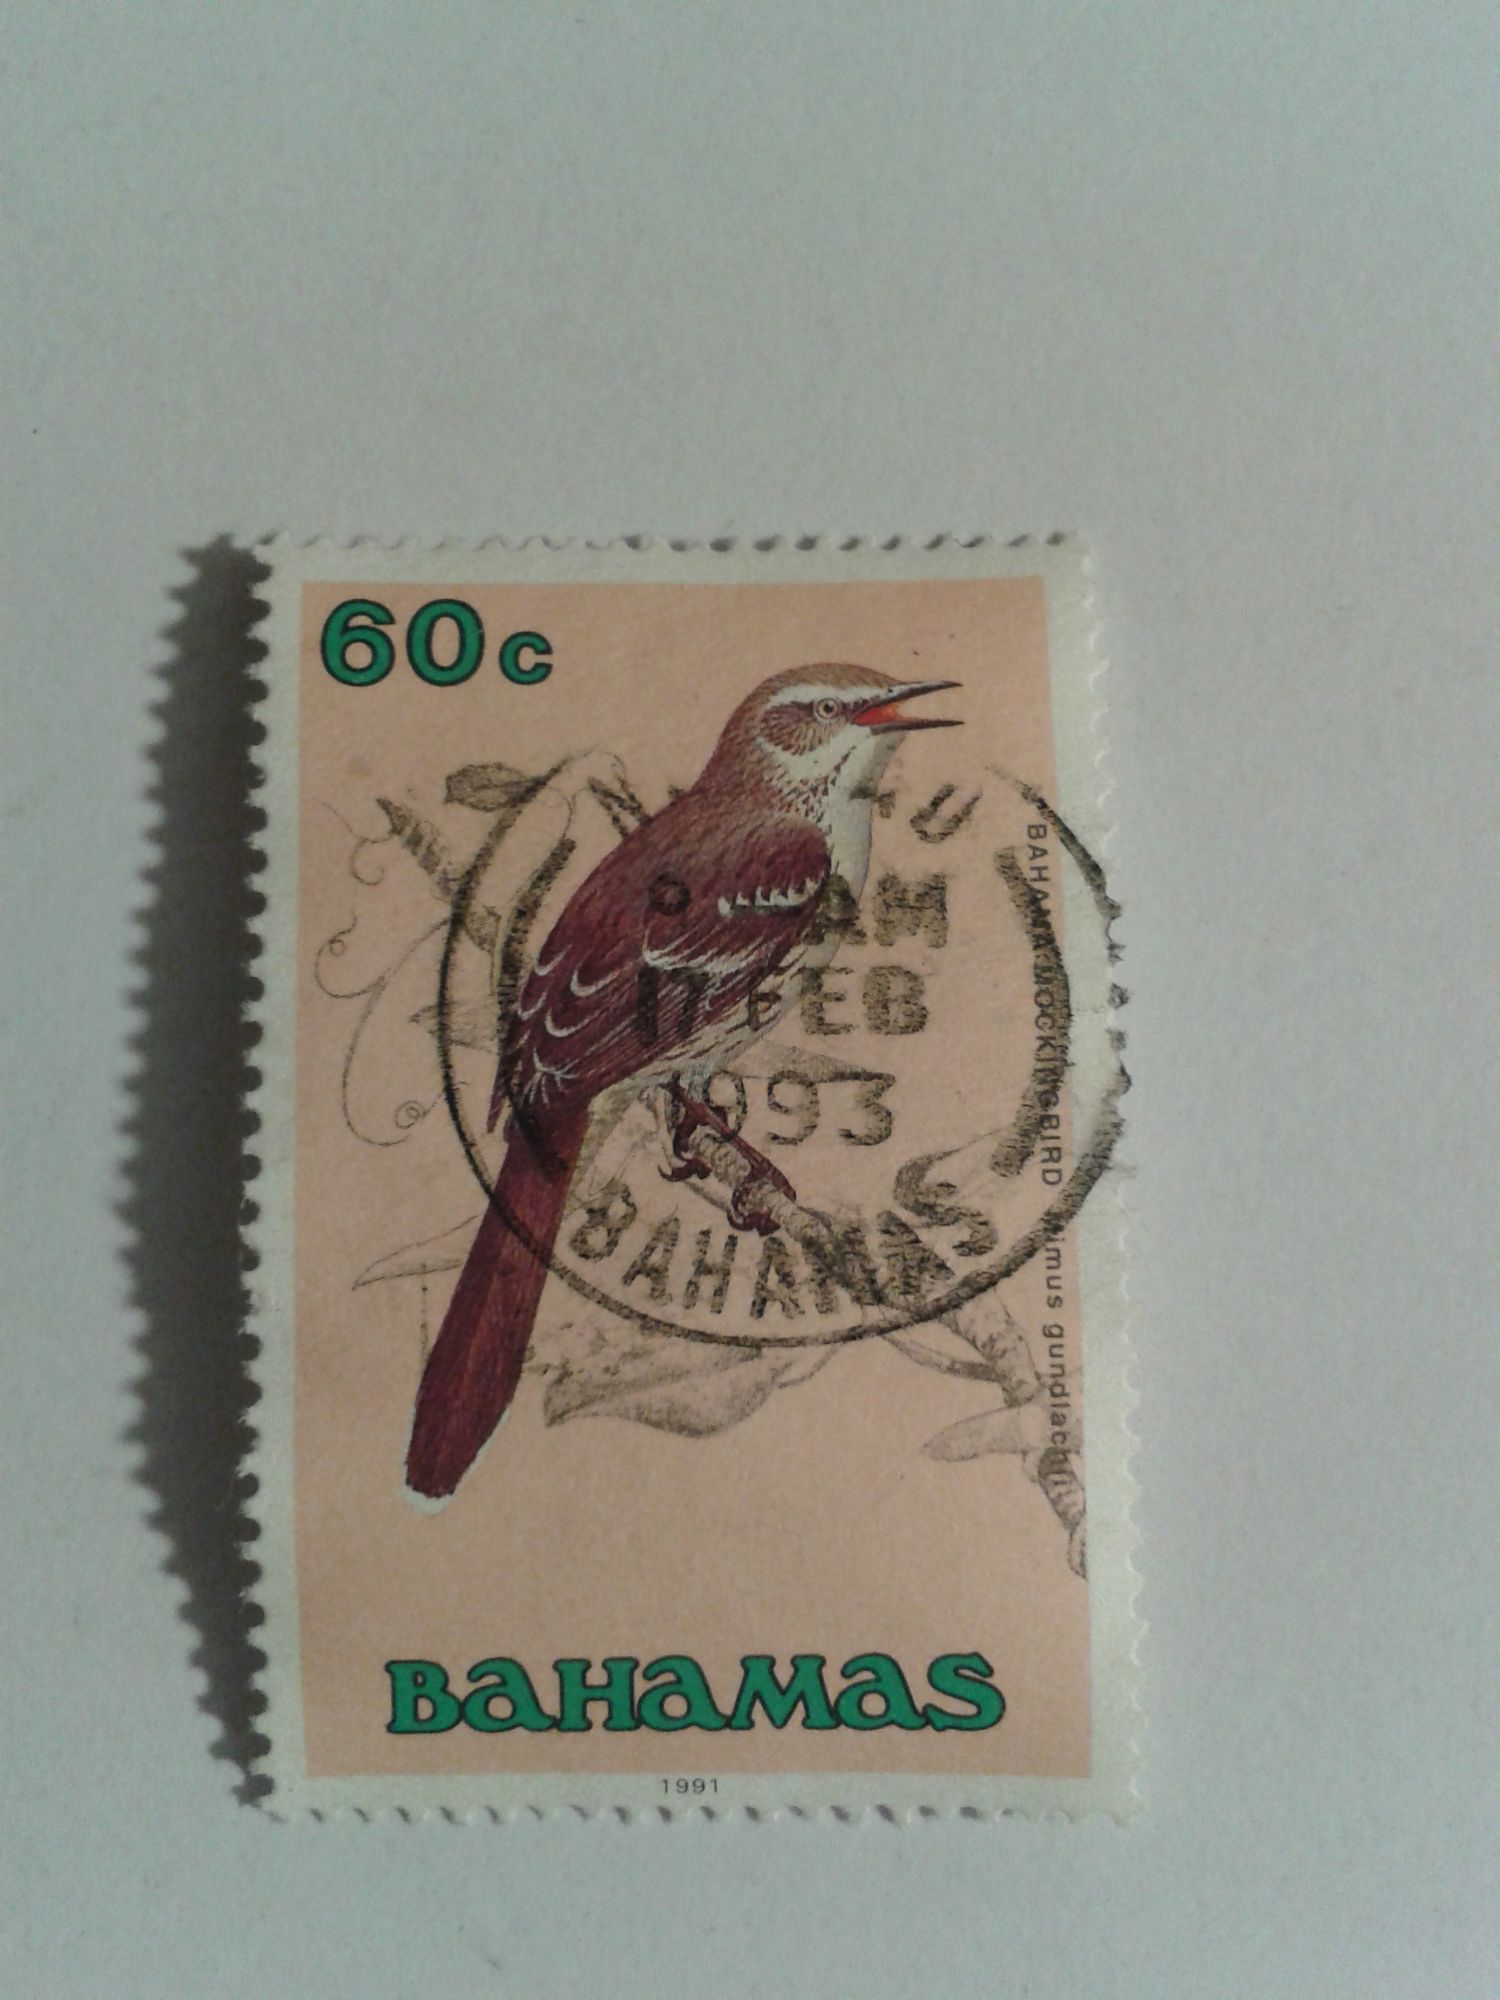 60c
AM
17 FEB
1993
BAHAMAS
BAHAMA MOCKINGBIRD Mimus gundlachii
BAHAMAS
1991